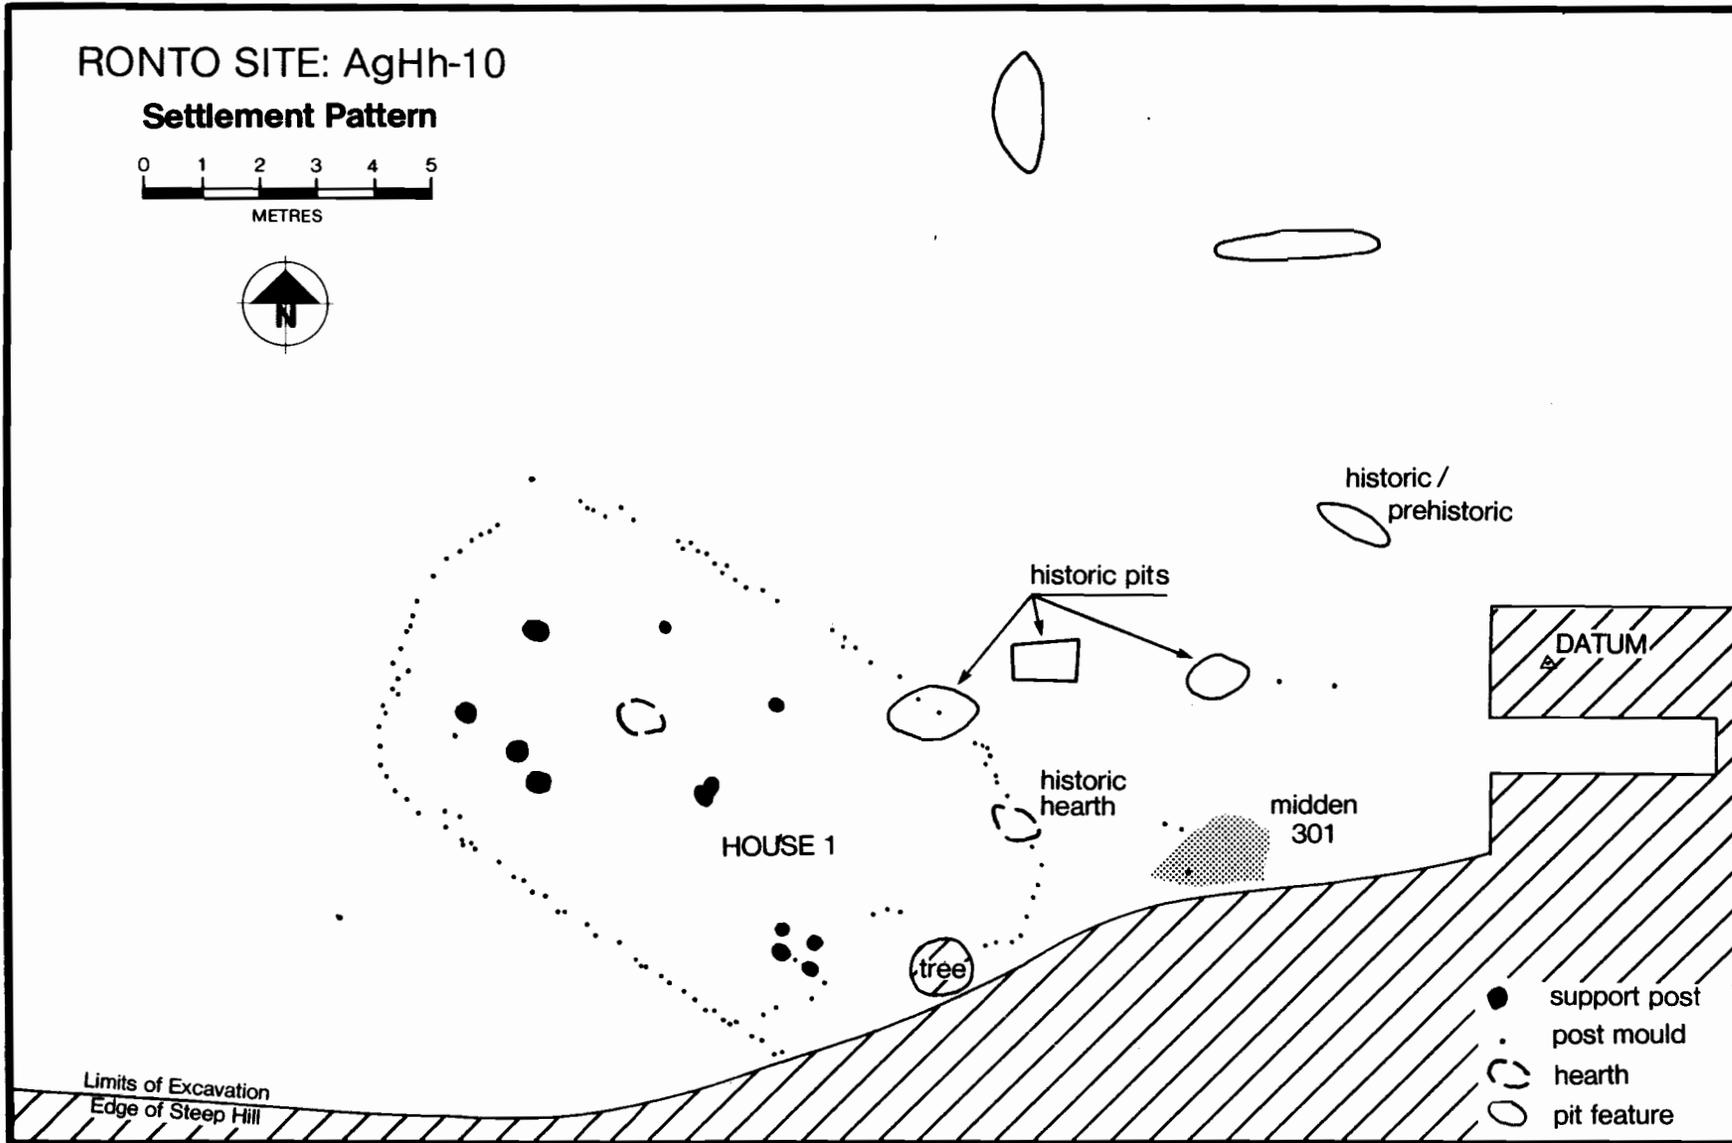 RONTO SITE: AgHh-10
Settlement Pattern
0 1 2 3 4 5
METRES
N
historic /
prehistoric
historic pits
DATUM
historic
hearth
midden
301
HOUSE 1
tree
support post
post mould
hearth
pit feature
Limits of Excavation
Edge of Steep Hill